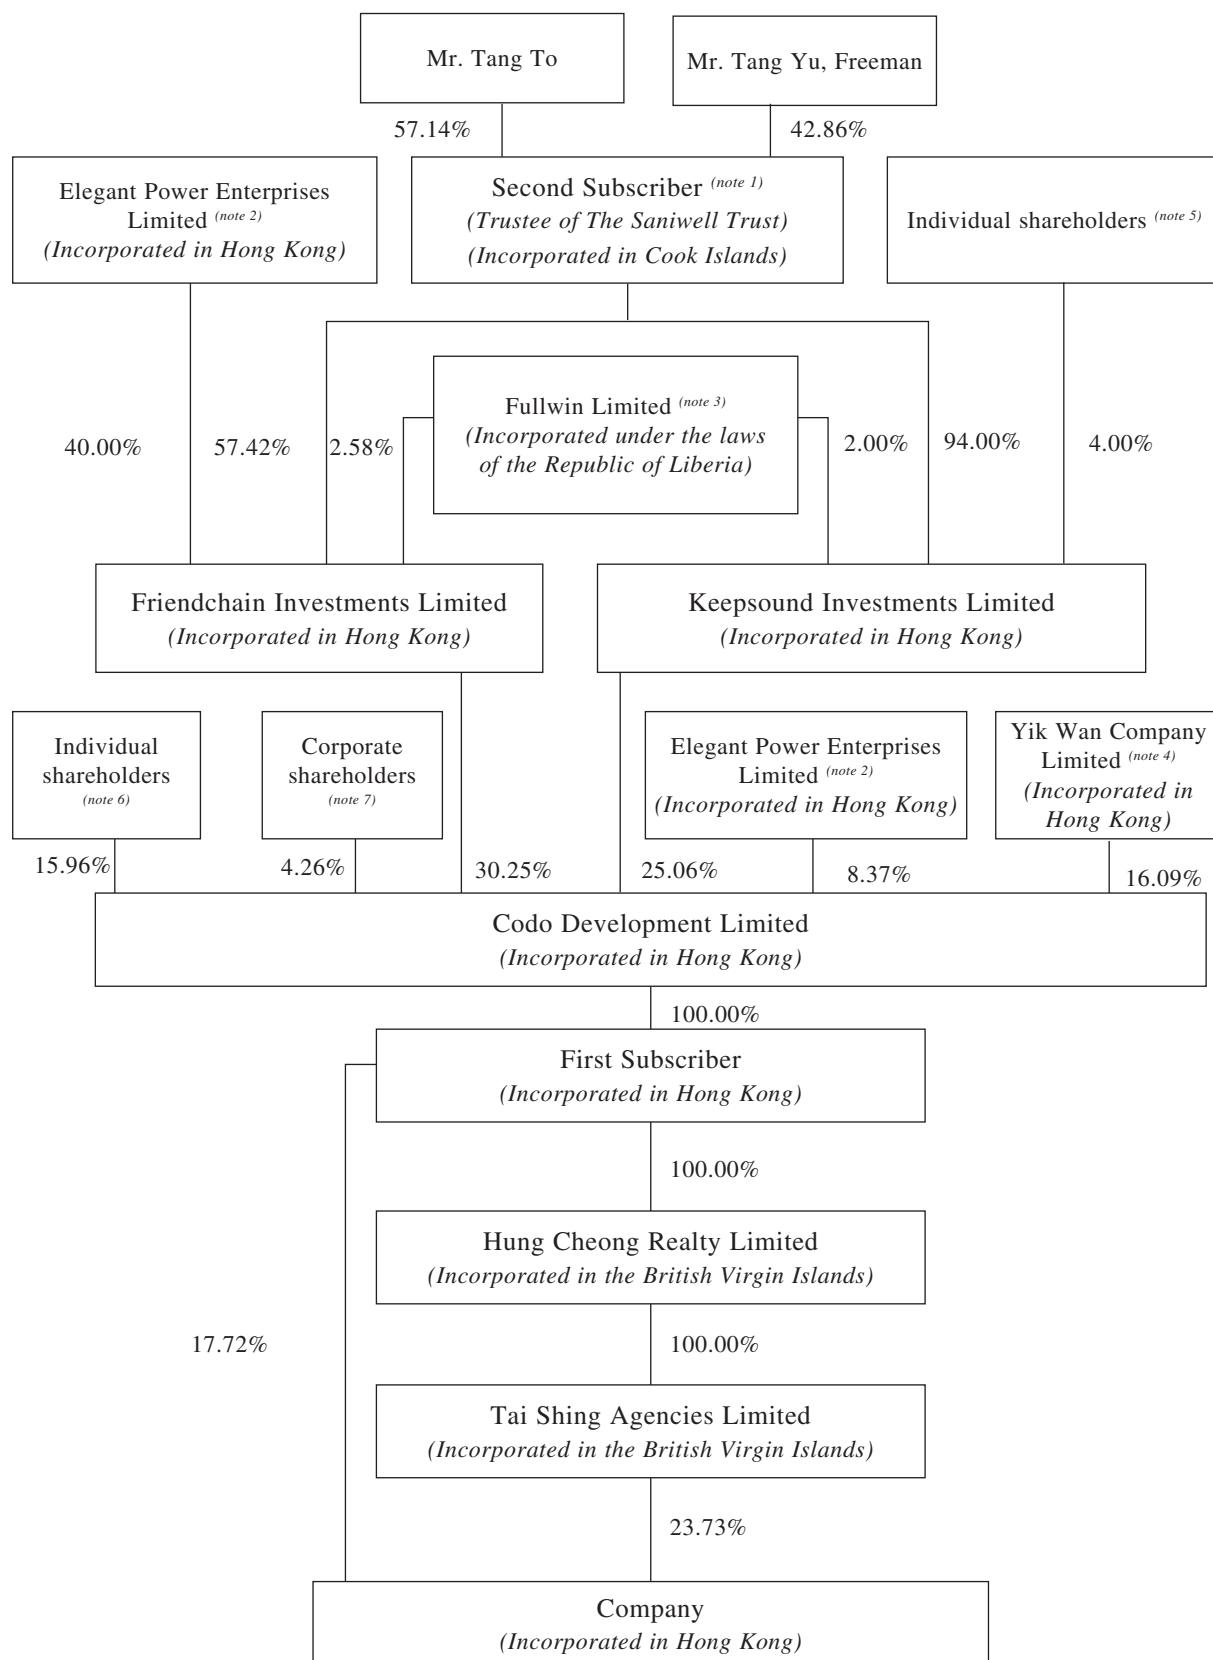 Mr. Tang To
Mr. Tang Yu, Freeman
57.14%
42.86%
Elegant Power Enterprises
Limited (note 2)
(Incorporated in Hong Kong)
Second Subscriber (note 1)
(Trustee of The Saniwell Trust)
(Incorporated in Cook Islands)
Individual shareholders (note 5)
Fullwin Limited (note 3)
(Incorporated under the laws
of the Republic of Liberia)
40.00%
57.42%
2.58%
2.00%
94.00%
4.00%
Friendchain Investments Limited
(Incorporated in Hong Kong)
Keepsound Investments Limited
(Incorporated in Hong Kong)
Individual
shareholders
(note 6)
Corporate
shareholders
(note 7)
Elegant Power Enterprises
Limited (note 2)
(Incorporated in Hong Kong)
Yik Wan Company
Limited (note 4)
(Incorporated in
Hong Kong)
15.96%
4.26%
30.25%
25.06%
8.37%
16.09%
Codo Development Limited
(Incorporated in Hong Kong)
100.00%
First Subscriber
(Incorporated in Hong Kong)
100.00%
Hung Cheong Realty Limited
(Incorporated in the British Virgin Islands)
17.72%
100.00%
Tai Shing Agencies Limited
(Incorporated in the British Virgin Islands)
23.73%
Company
(Incorporated in Hong Kong)